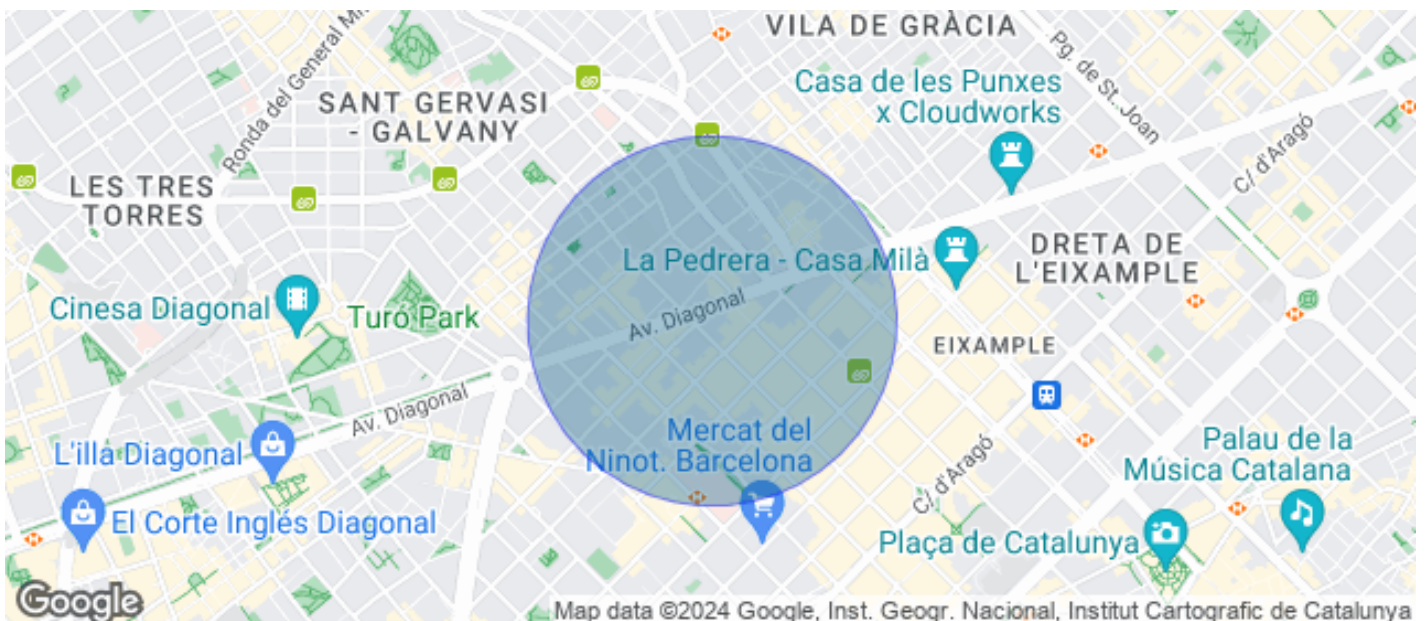 VILA DE GRÀCIA
Ronda del General Mi
SANT GERVASI
- GALVANY
Casa de les Punxes
x Cloudworks
Pg. de St. Joan
C/ d'Aragó
LES TRES
TORRES
La Pedrera - Casa Milà
DRETA DE
L'EIXAMPLE
Cinesa Diagonal
Turó Park
Av. Diagonal
EIXAMPLE
Av. Diagonal
L'illa Diagonal
Mercat del
Ninot. Barcelona
C/ d'Aragó
Palau de la
Música Catalana
El Corte Inglés Diagonal
Plaça de Catalunya
Google
Map data ©2024 Google, Inst. Geogr. Nacional, Institut Cartografic de Catalunya